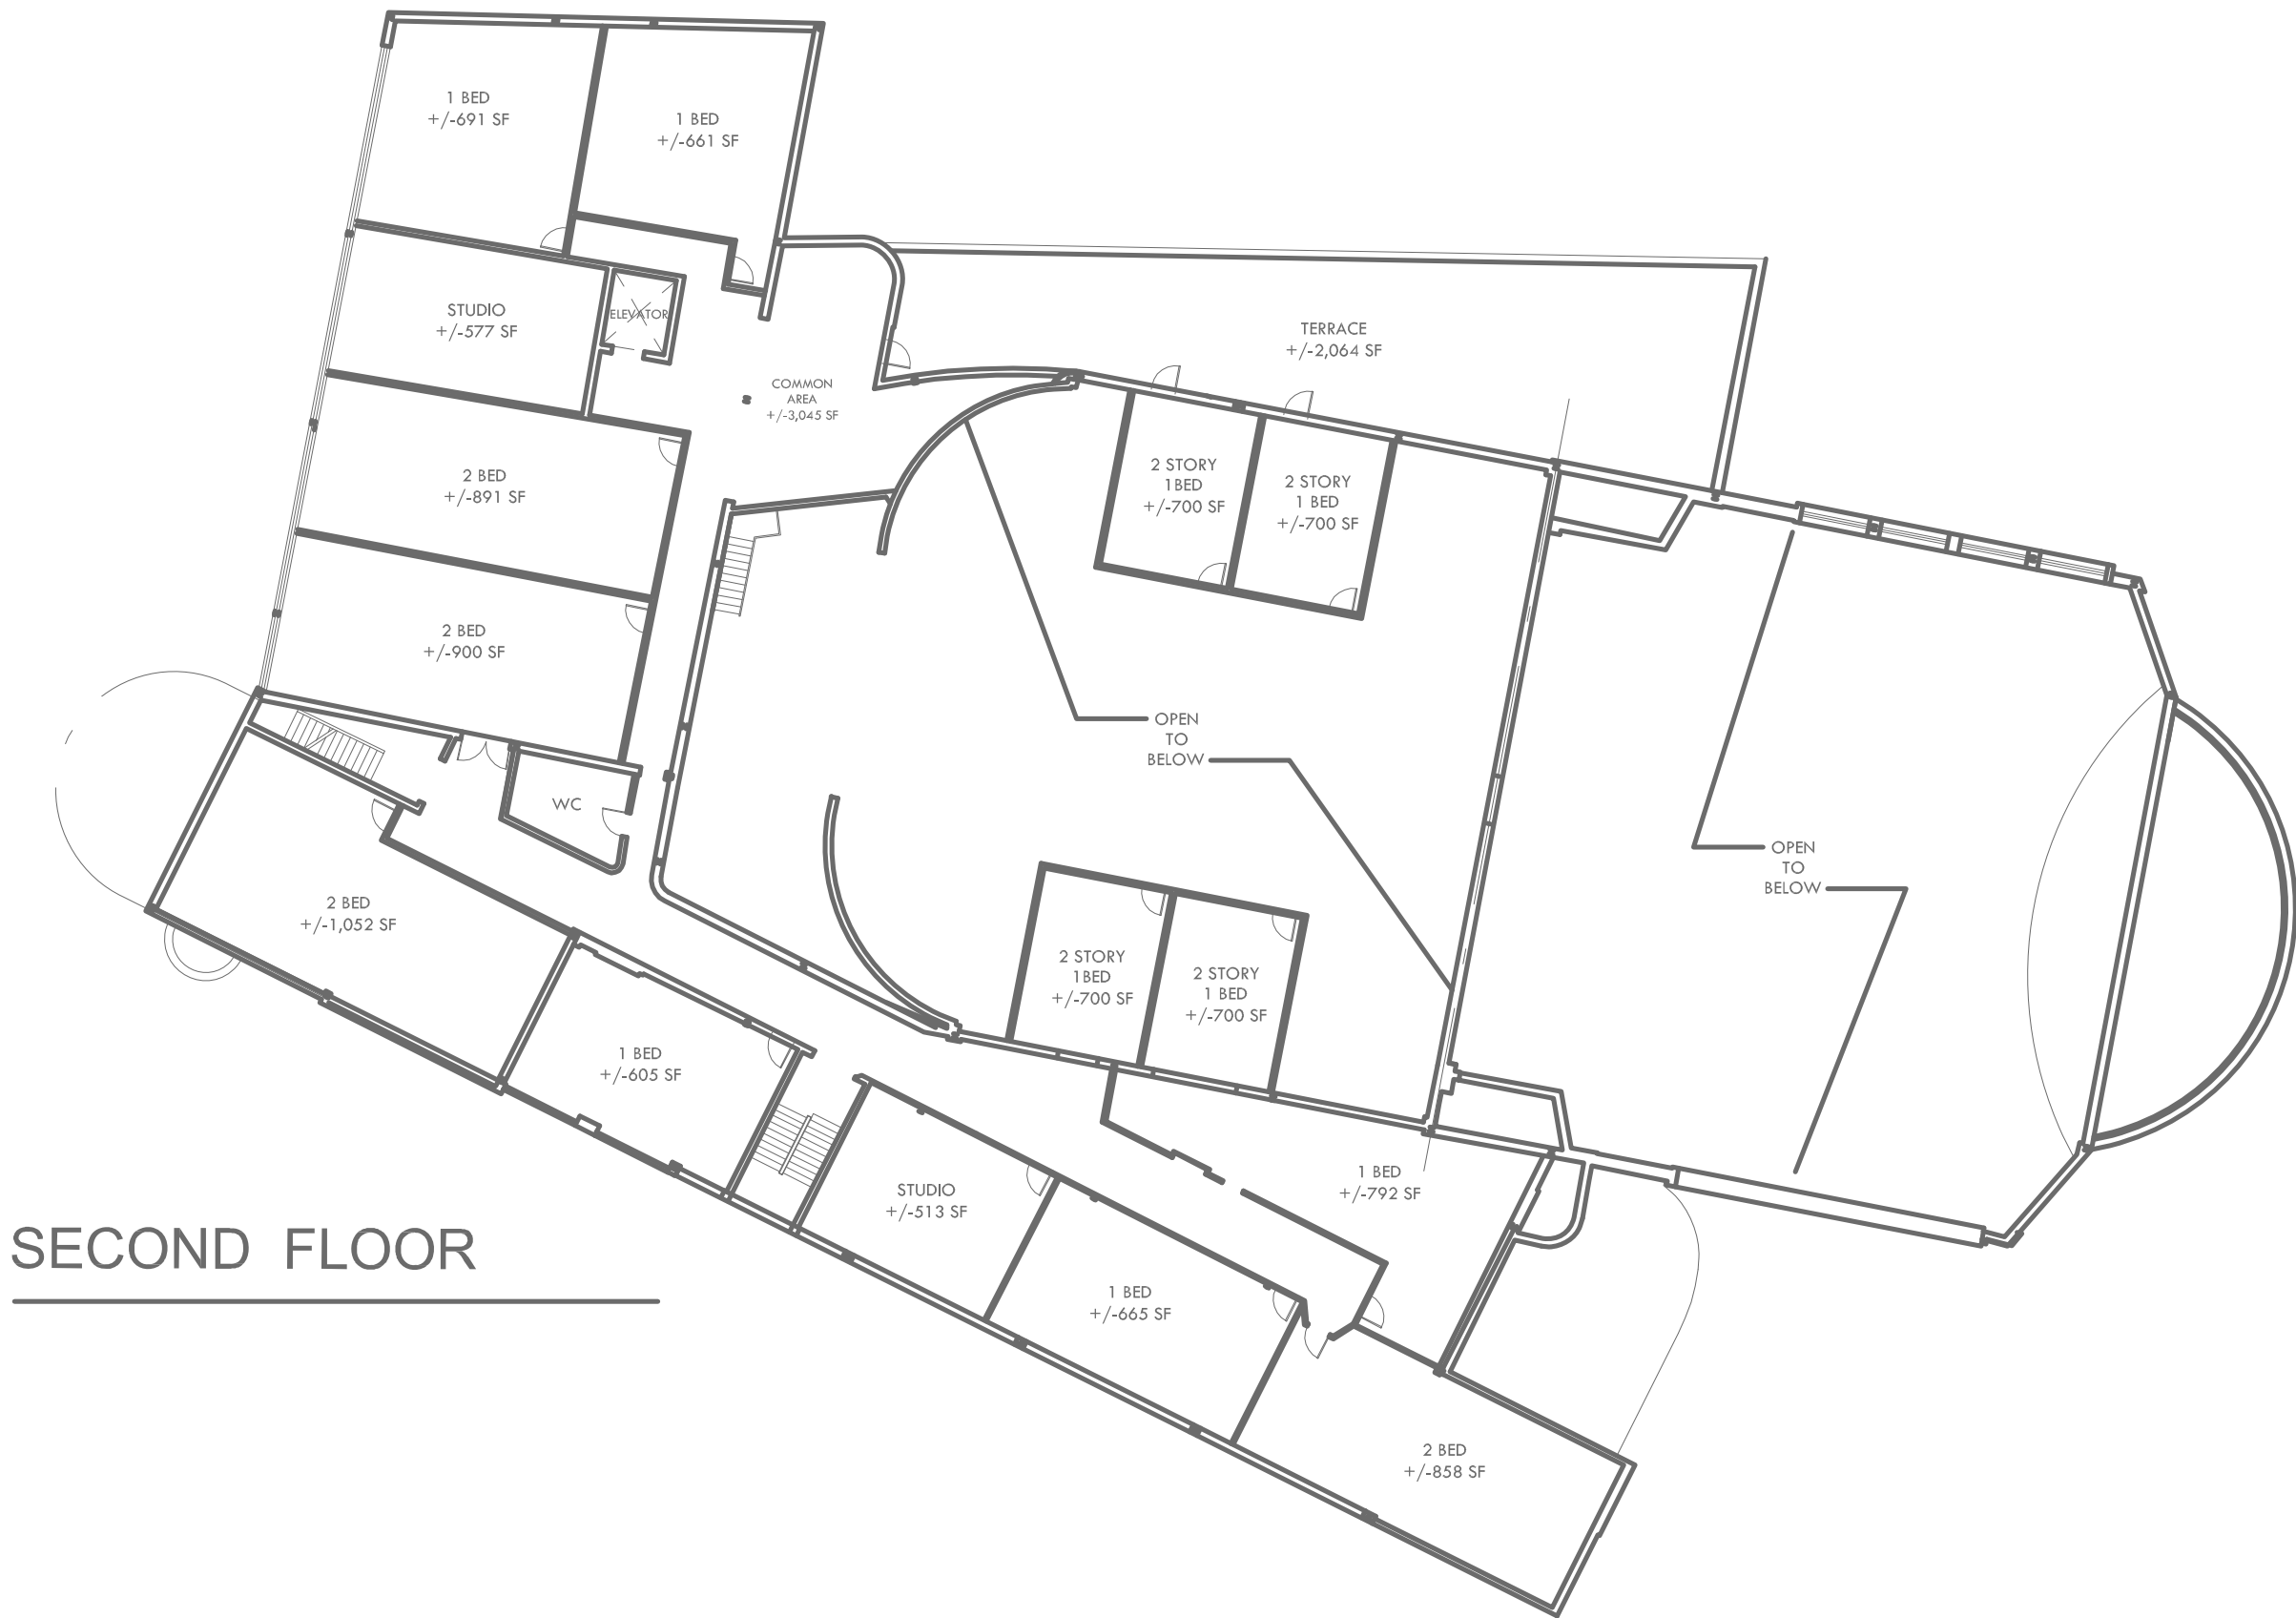 1 BED
+/-691 SF
1 BED
+/-661 SF
STUDIO
+/-577 SF
ELEVATOR
TERRACE
+/-2,064 SF
COMMON
AREA
+/-3,045 SF
2 BED
+/-891 SF
2 STORY
1BED
+/-700 SF
2 STORY
1 BED
+/-700 SF
2 BED
+/-900 SF
OPEN
TO
BELOW
WC
OPEN
TO
BELOW
2 BED
+/-1,052 SF
2 STORY
1BED
+/-700 SF
2 STORY
1 BED
+/-700 SF
1 BED
+/-605 SF
STUDIO
+/-513 SF
1 BED
+/-792 SF
SECOND FLOOR
1 BED
+/-665 SF
2 BED
+/-858 SF